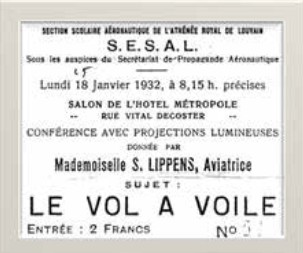 SECTION SCOLAIRE AÉRONAUTIQUE DE L'ATHÉNÉE ROYAL DE LOUVAIN
S.E.S.A.L.
Sous les auspices du Secrétariat de Propagande Aéronautique
25
Lundi 18 Janvier 1932, à 8,15 h. précises
SALON DE L'HOTEL MÉTROPOLE
-- RUE VITAL DECOSTER --
CONFÉRENCE AVEC PROJECTIONS LUMINEUSES
DONNÉE PAR
Mademoiselle S. LIPPENS, Aviatrice
SUJET :
LE VOL A VOILE
ENTRÉE : 2 FRANCS No